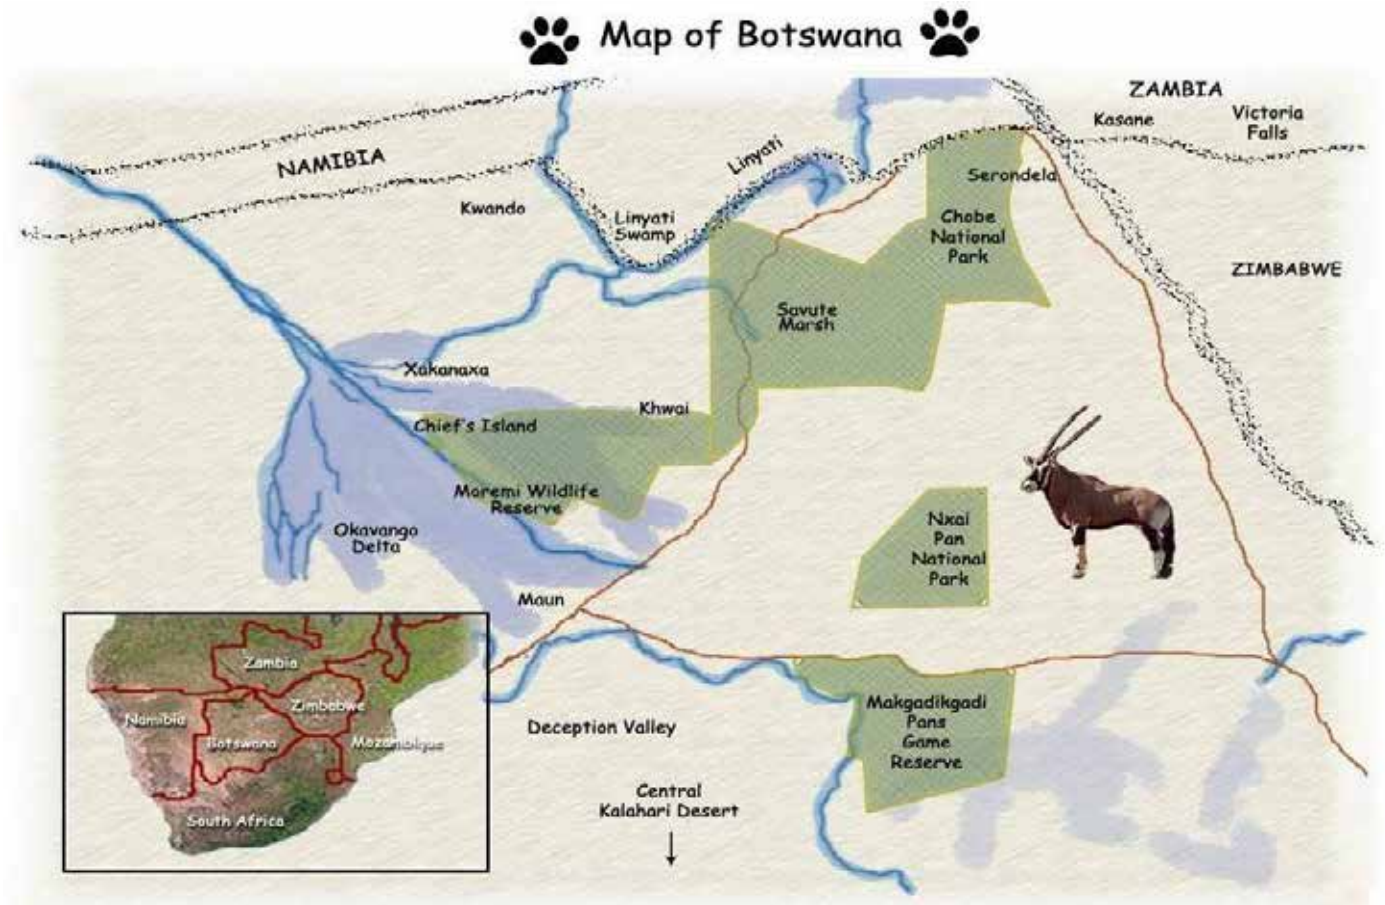 Map of Botswana
ZAMBIA
Kasane
Victoria
Falls
NAMIBIA
Linyati
Serondela
Kwando
Linyati
Swamp
Chobe
National
Park
ZIMBABWE
Savute
Marsh
Xakanaxa
Khwai
Chief's Island
Moremi Wildlife
Reserve
Okavango
Delta
Nxai
Pan
National
Park
Maun
Makgadikgadi
Pans
Game
Reserve
Deception Valley
Central
Kalahari Desert
Zambia
Zimbabwe
Namibia
Botswana
Mozambique
South Africa